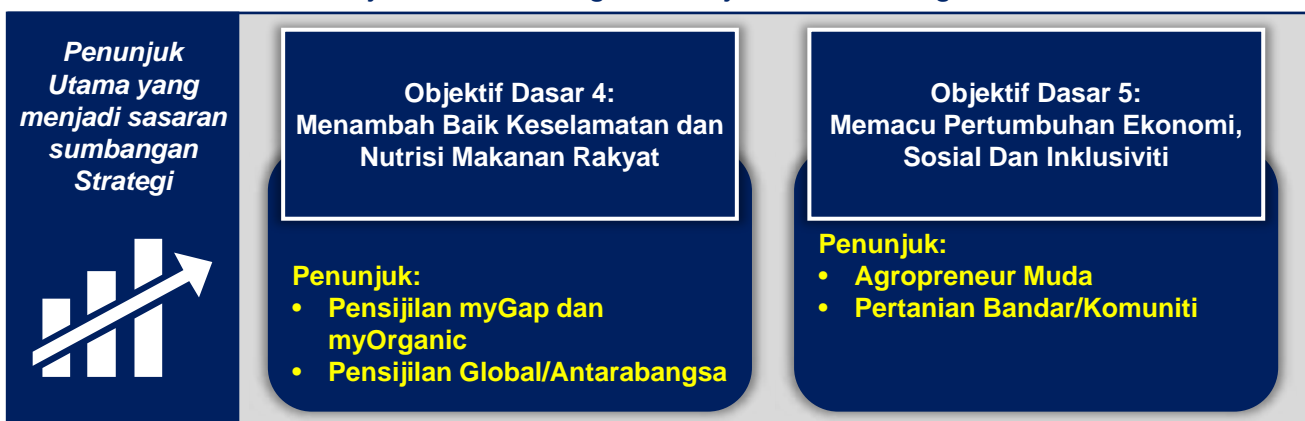 Penunjuk
Utama yang
menjadi sasaran
sumbangan
Strategi
Objektif Dasar 4:
Menambah Baik Keselamatan dan
Nutrisi Makanan Rakyat
Penunjuk:
• Pensijilan myGap dan
myOrganic
• Pensijilan Global/Antarabangsa
Objektif Dasar 5:
Memacu Pertumbuhan Ekonomi,
Sosial Dan Inklusiviti
Penunjuk:
• Agropreneur Muda
• Pertanian Bandar/Komuniti